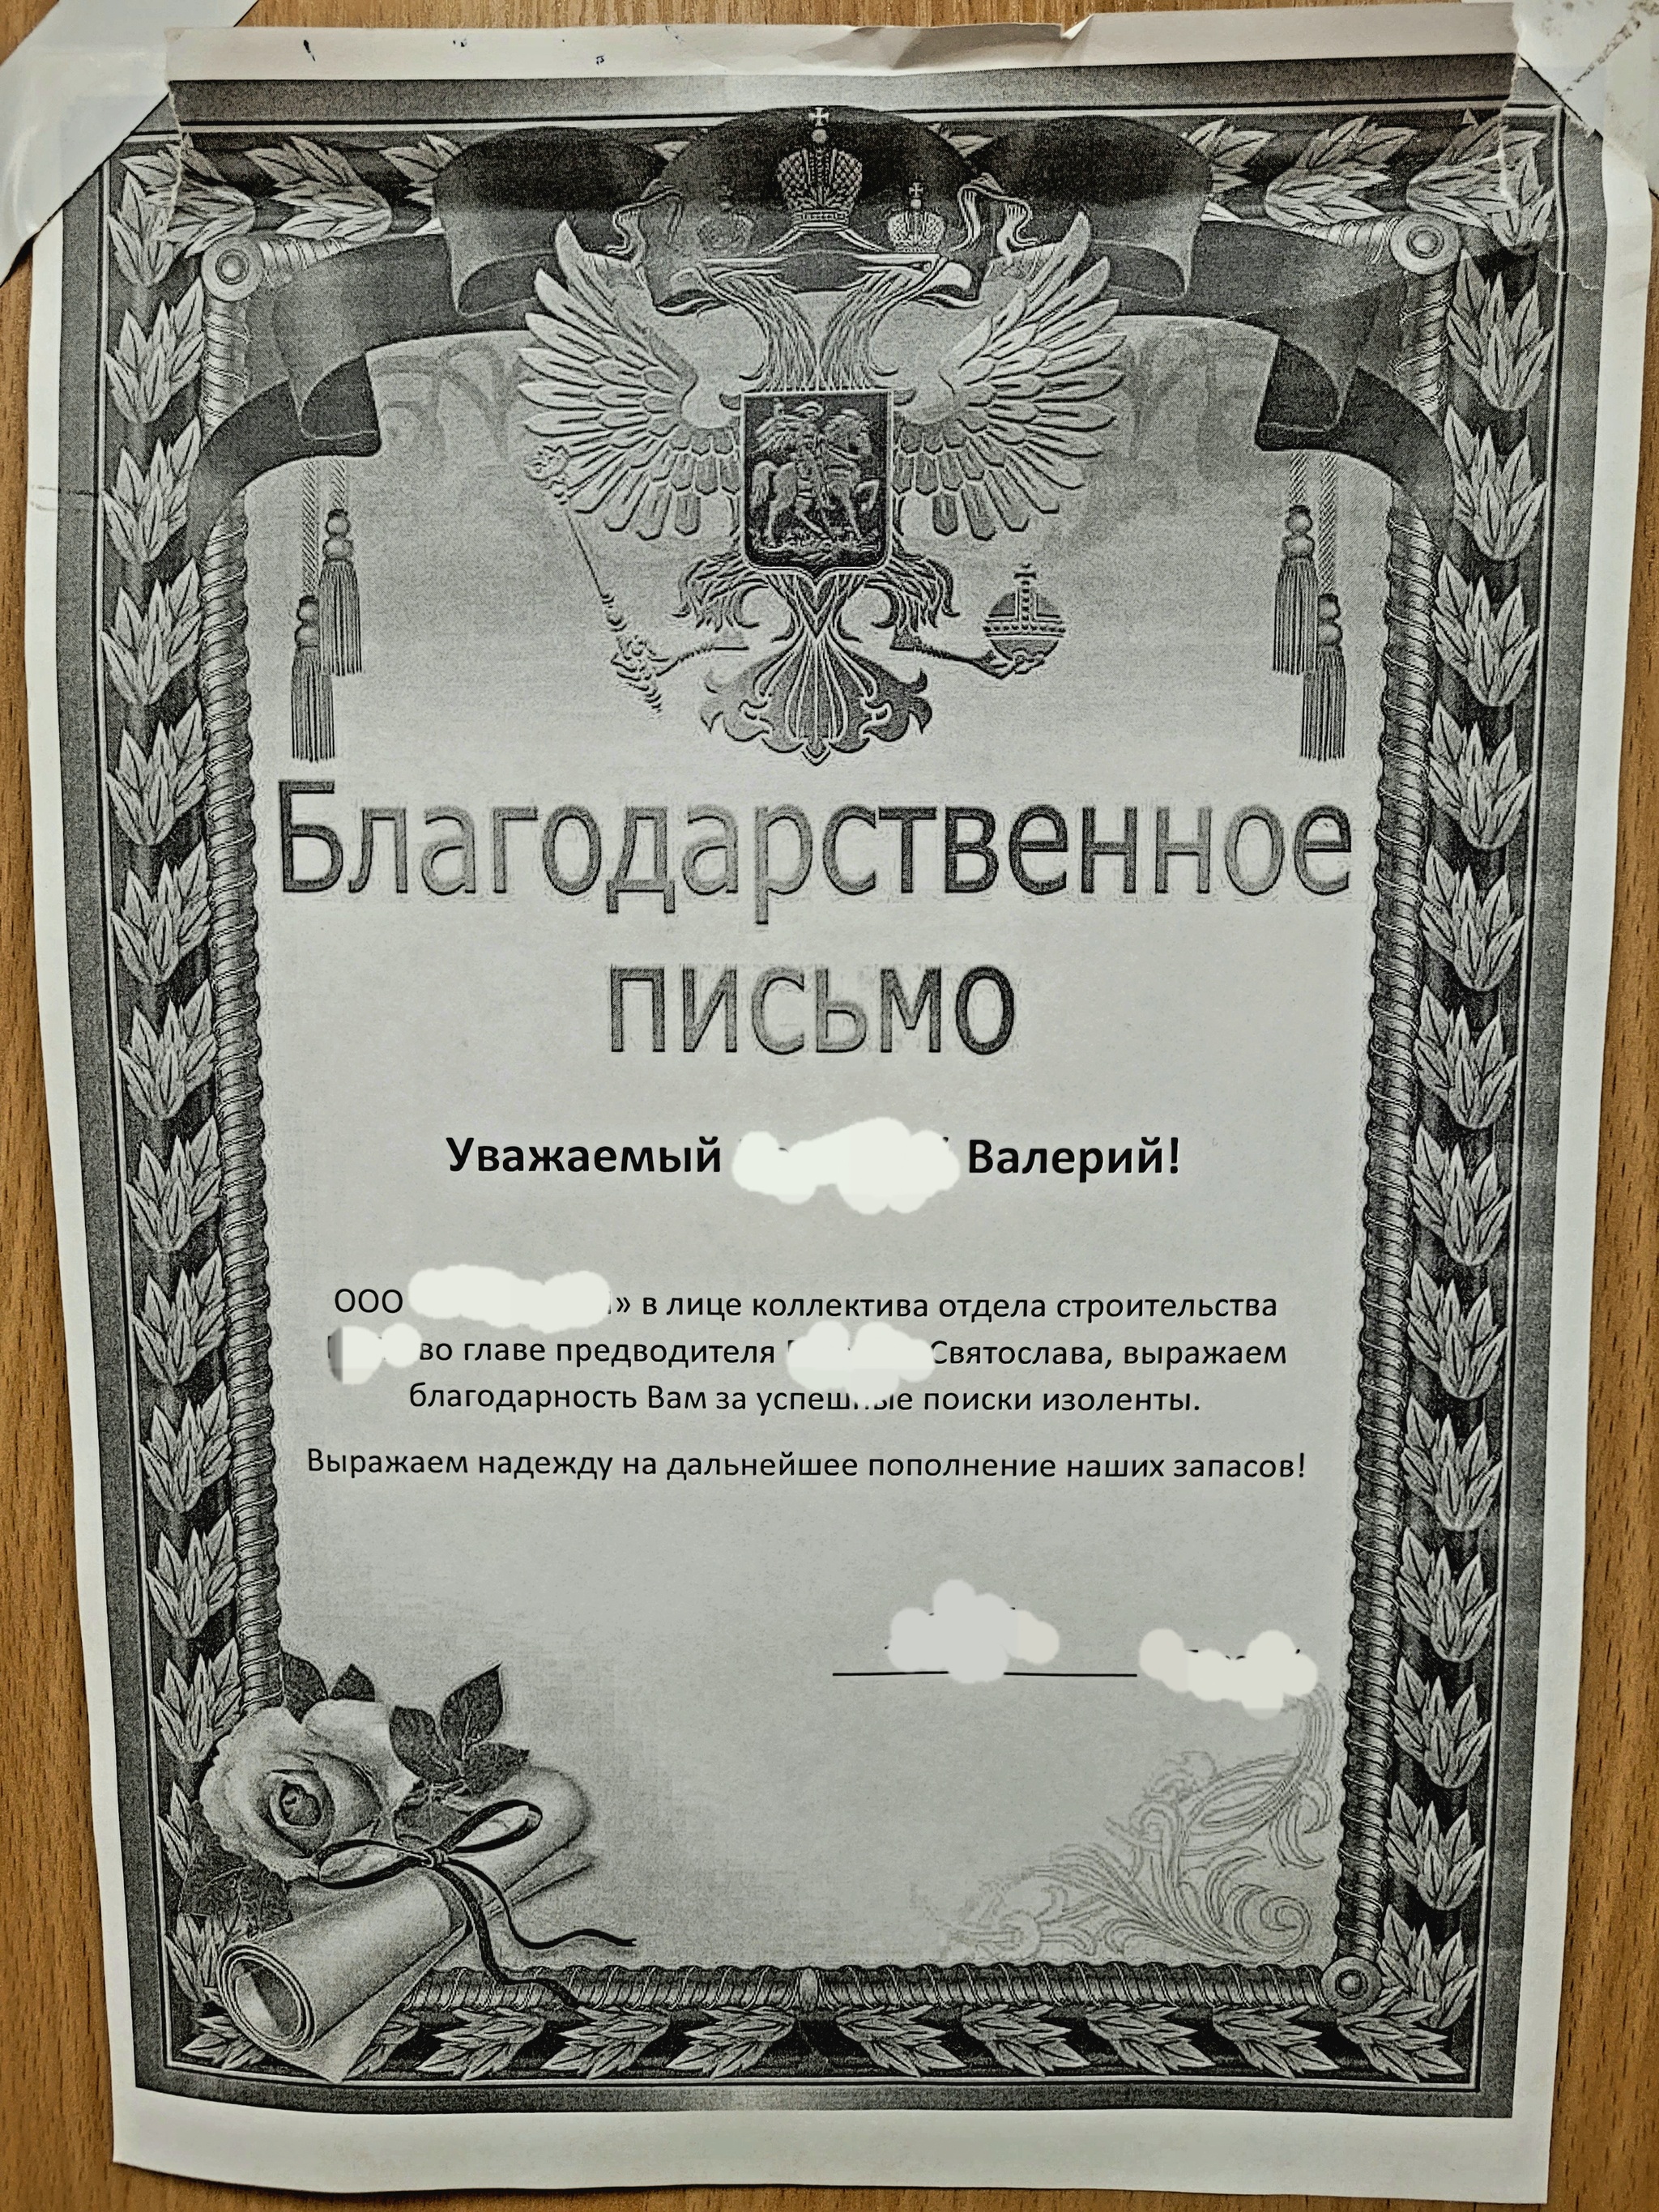 Благодарственное
письмо
Уважаемый Валерий!
ООО » в лице коллектива отдела строительства
во главе предводителя Святослава, выражаем
благодарность Вам за успешные поиски изоленты.
Выражаем надежду на дальнейшее пополнение наших запасов!